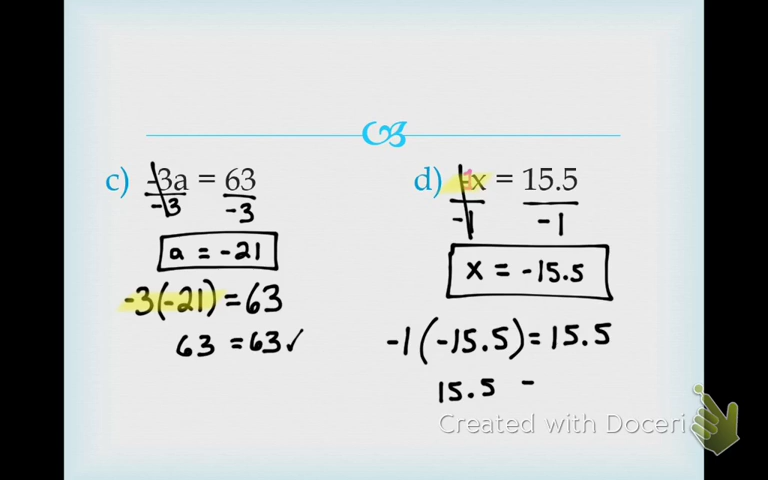 c) -3a = 63
-3 -3
a = -21
-3(-21) = 63
63 = 63 ✓
d) -1x = 15.5
-1 -1
x = -15.5
-1(-15.5) = 15.5
15.5 =
Created with Doceri